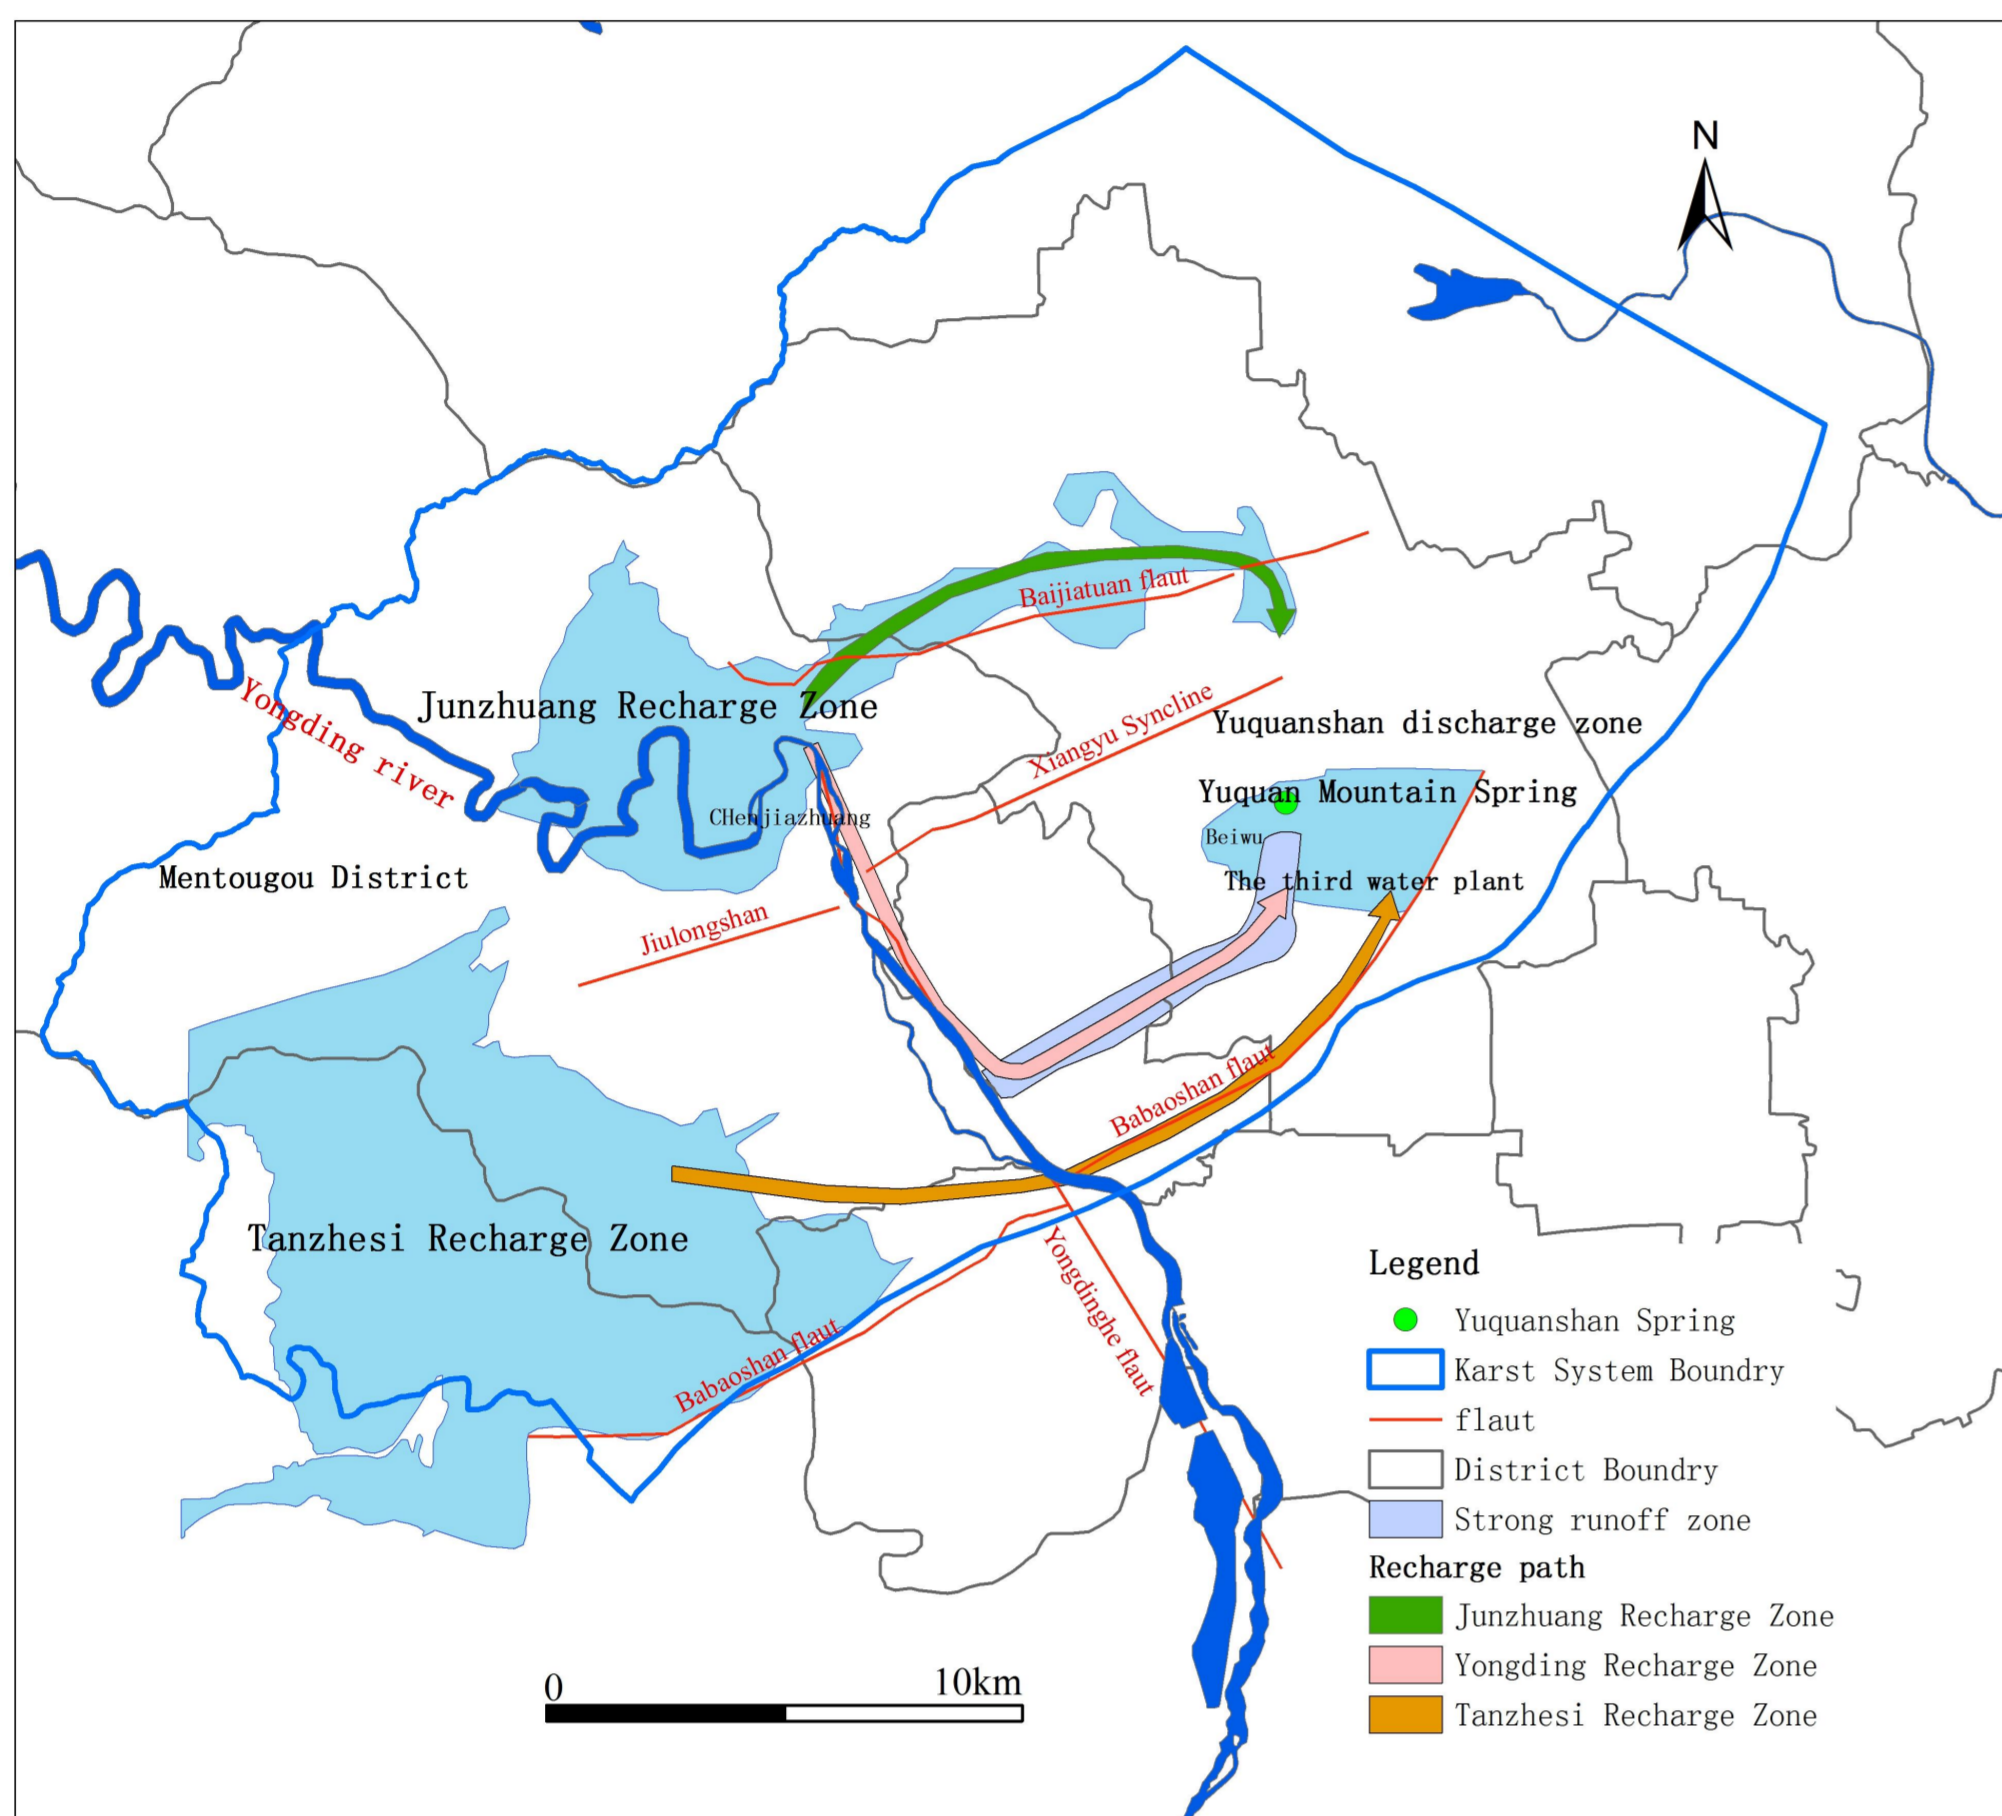 N
Baijiatuan flaut
Junzhuang Recharge Zone
Yongding river
Xiangyu Syncline
Yuquanshan discharge zone
Yuquan Mountain Spring
CHenjiazhuang
Beiwu
Mentougou District
The third water plant
Jiulongshan
Babaoshan flaut
Tanzhesi Recharge Zone
Yongdinghe flaut
Babaoshan flaut
Legend
Yuquanshan Spring
Karst System Boundry
flaut
District Boundry
Strong runoff zone
Recharge path
Junzhuang Recharge Zone
Yongding Recharge Zone
Tanzhesi Recharge Zone
0 10km